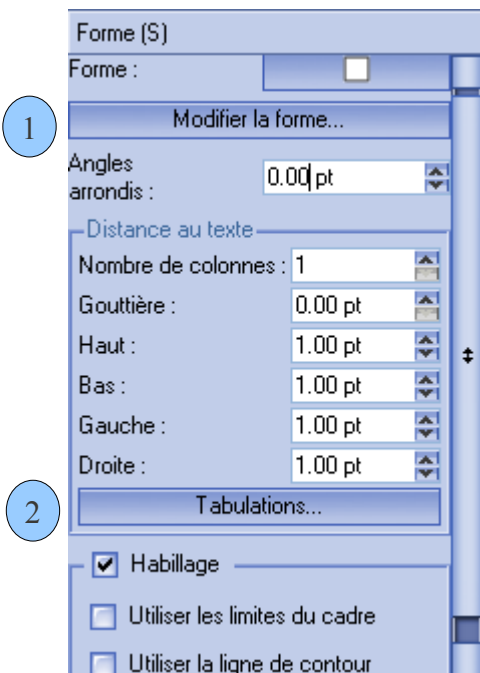 Forme (S)
Forme :
1
Modifier la forme...
Angles
arrondis :
0.00 pt
Distance au texte
Nombre de colonnes : 1
Gouttière : 0.00 pt
Haut : 1.00 pt
Bas : 1.00 pt
Gauche : 1.00 pt
Droite : 1.00 pt
2
Tabulations...
Habillage
Utiliser les limites du cadre
Utiliser la ligne de contour